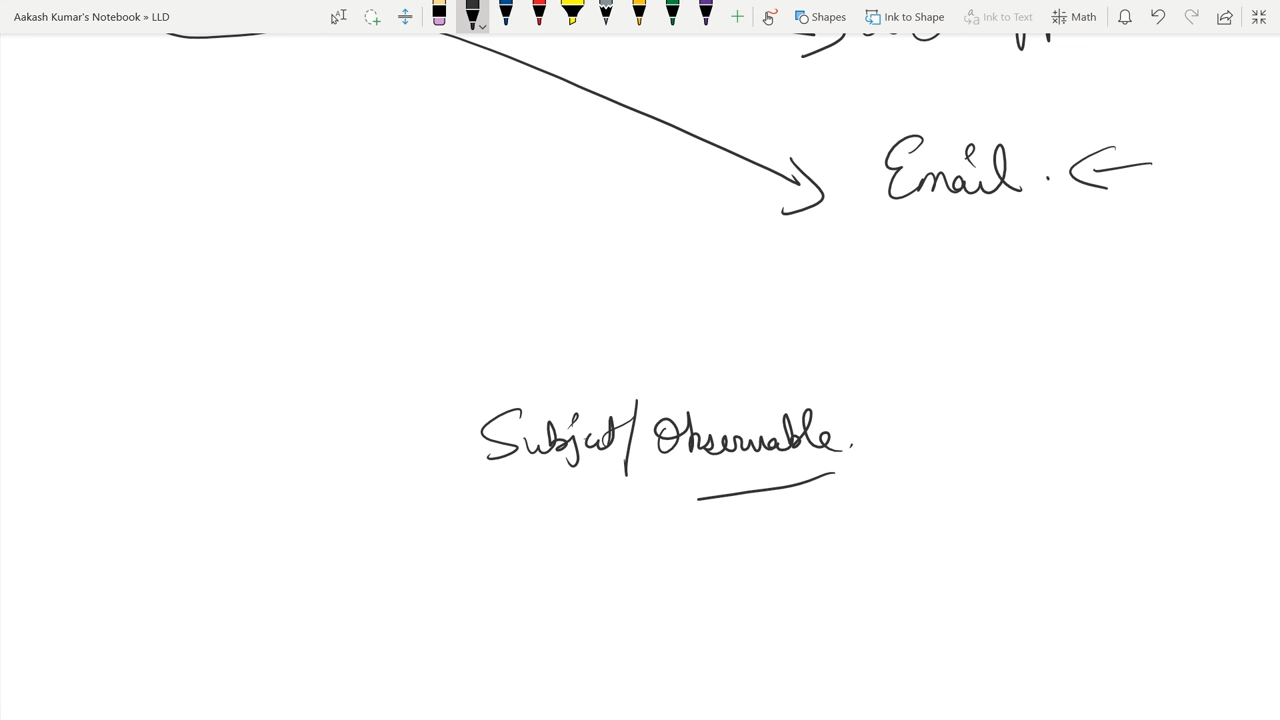 Aakash Kumar's Notebook » LLD
Shapes Ink to Shape Ink to Text Math
Email.
Subject/Observable.